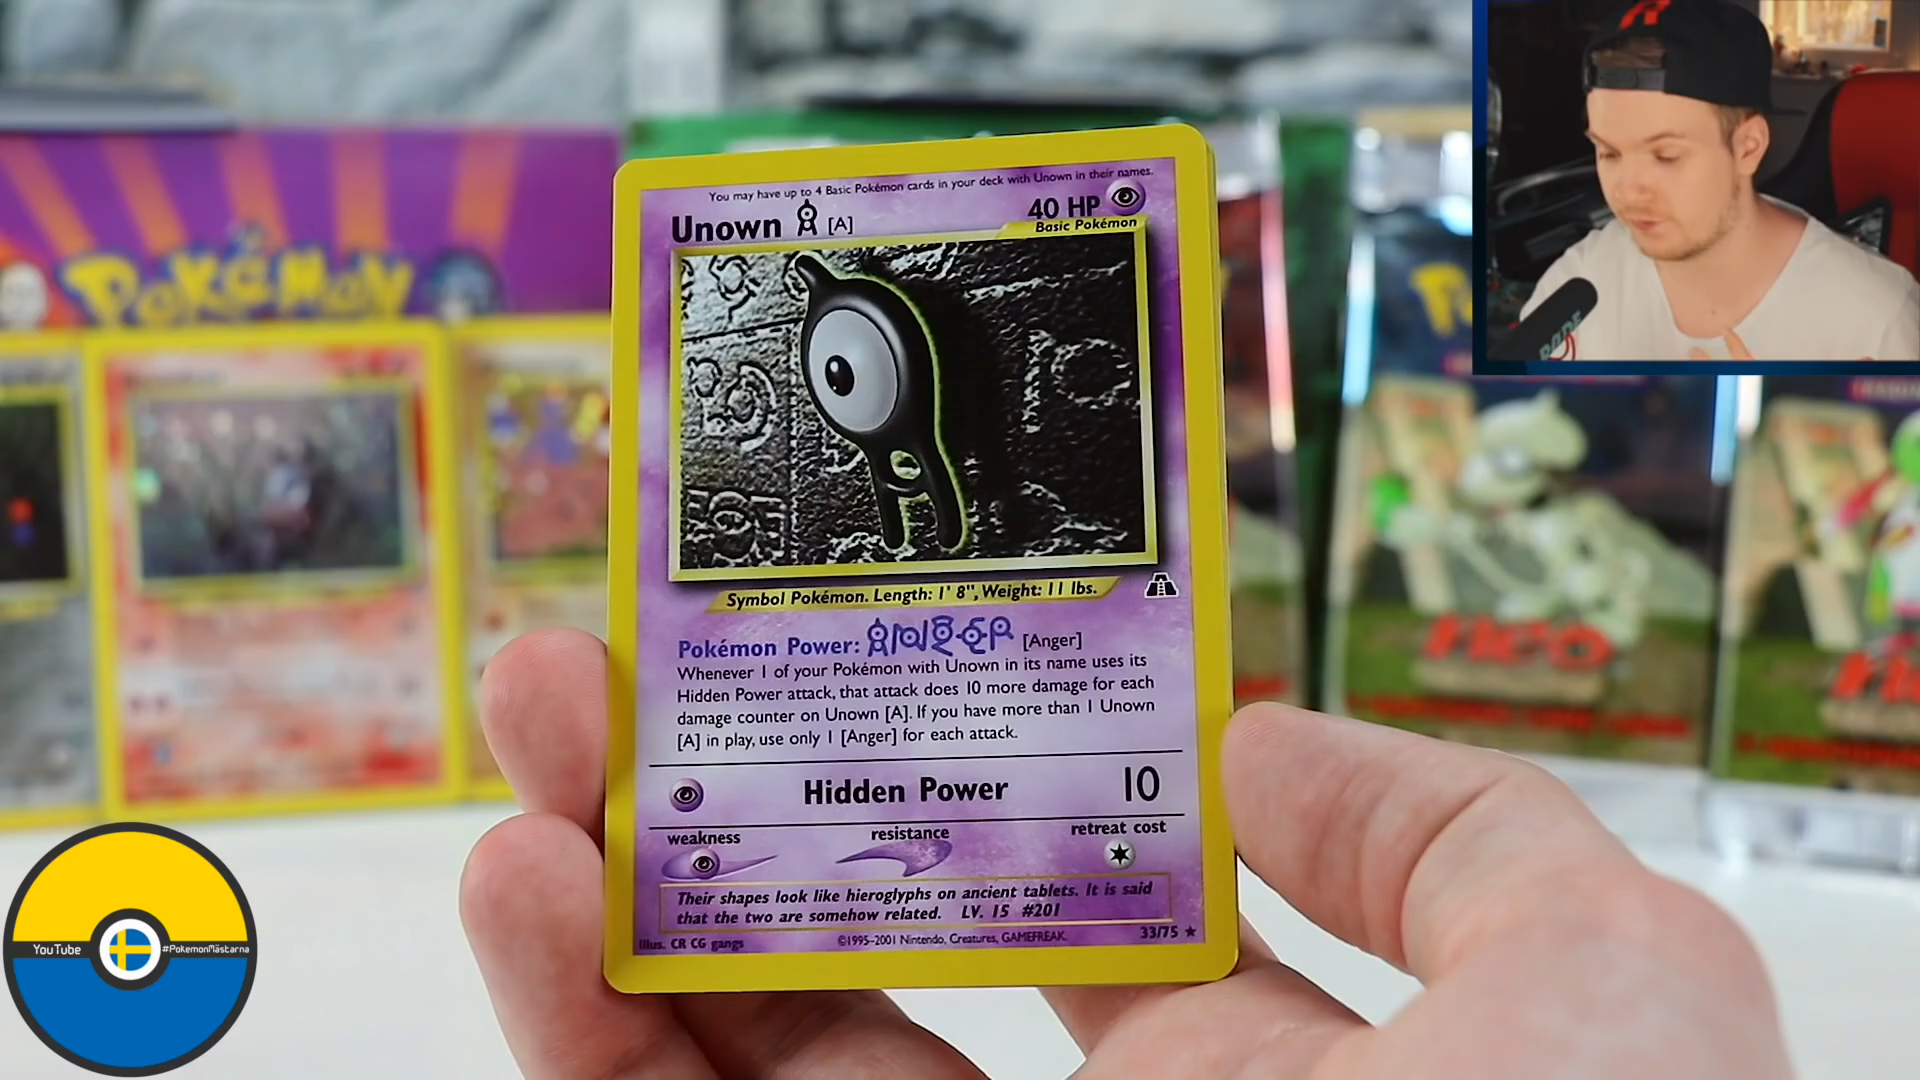 You may have up to 4 Basic Pokémon cards in your deck with Unown in their names.
Unown [A]
40 HP
Basic Pokémon
Symbol Pokémon. Length: 1' 8", Weight: 11 lbs.
Pokémon Power: [Anger]
Whenever 1 of your Pokémon with Unown in its name uses its
Hidden Power attack, that attack does 10 more damage for each
damage counter on Unown [A]. If you have more than 1 Unown
[A] in play, use only 1 [Anger] for each attack.
Hidden Power 10
weakness resistance retreat cost
Their shapes look like hieroglyphs on ancient tablets. It is said
that the two are somehow related. LV. 15 #201
Illus. CR CG gangs ©1995-2001 Nintendo, Creatures, GAMEFREAK. 33/75 ★
POKéMON
RODE
YouTube #PokemonMästarna